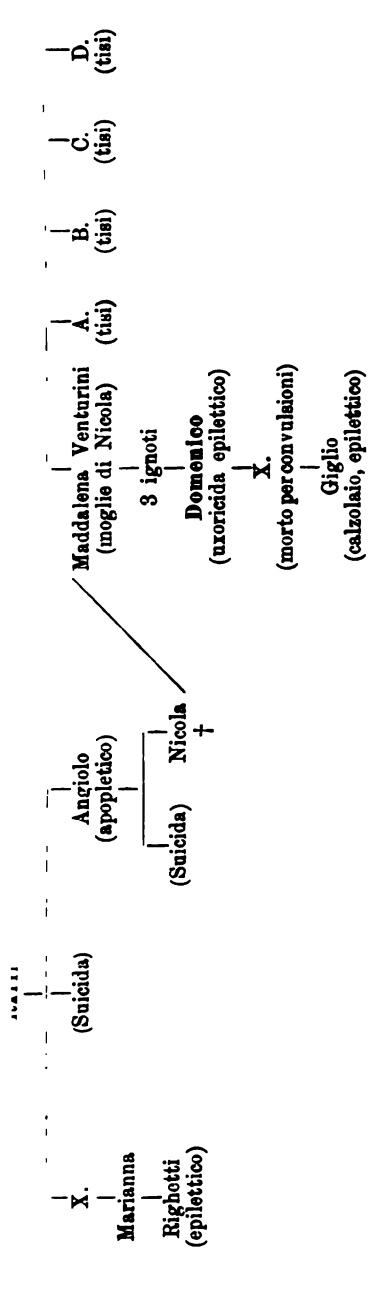 X.
Marianna
Righotti
(epilettico)
(Suicida)
Angiolo
(apopletico)
(Suicida)
Nicola
†
Maddalena Venturini
(moglie di Nicola)
3 ignoti
Domenico
(uxoricida epilettico)
X.
(morto per convulsioni)
Giglio
(calzolaio, epilettico)
A.
(tisi)
B.
(tisi)
C.
(tisi)
D.
(tisi)